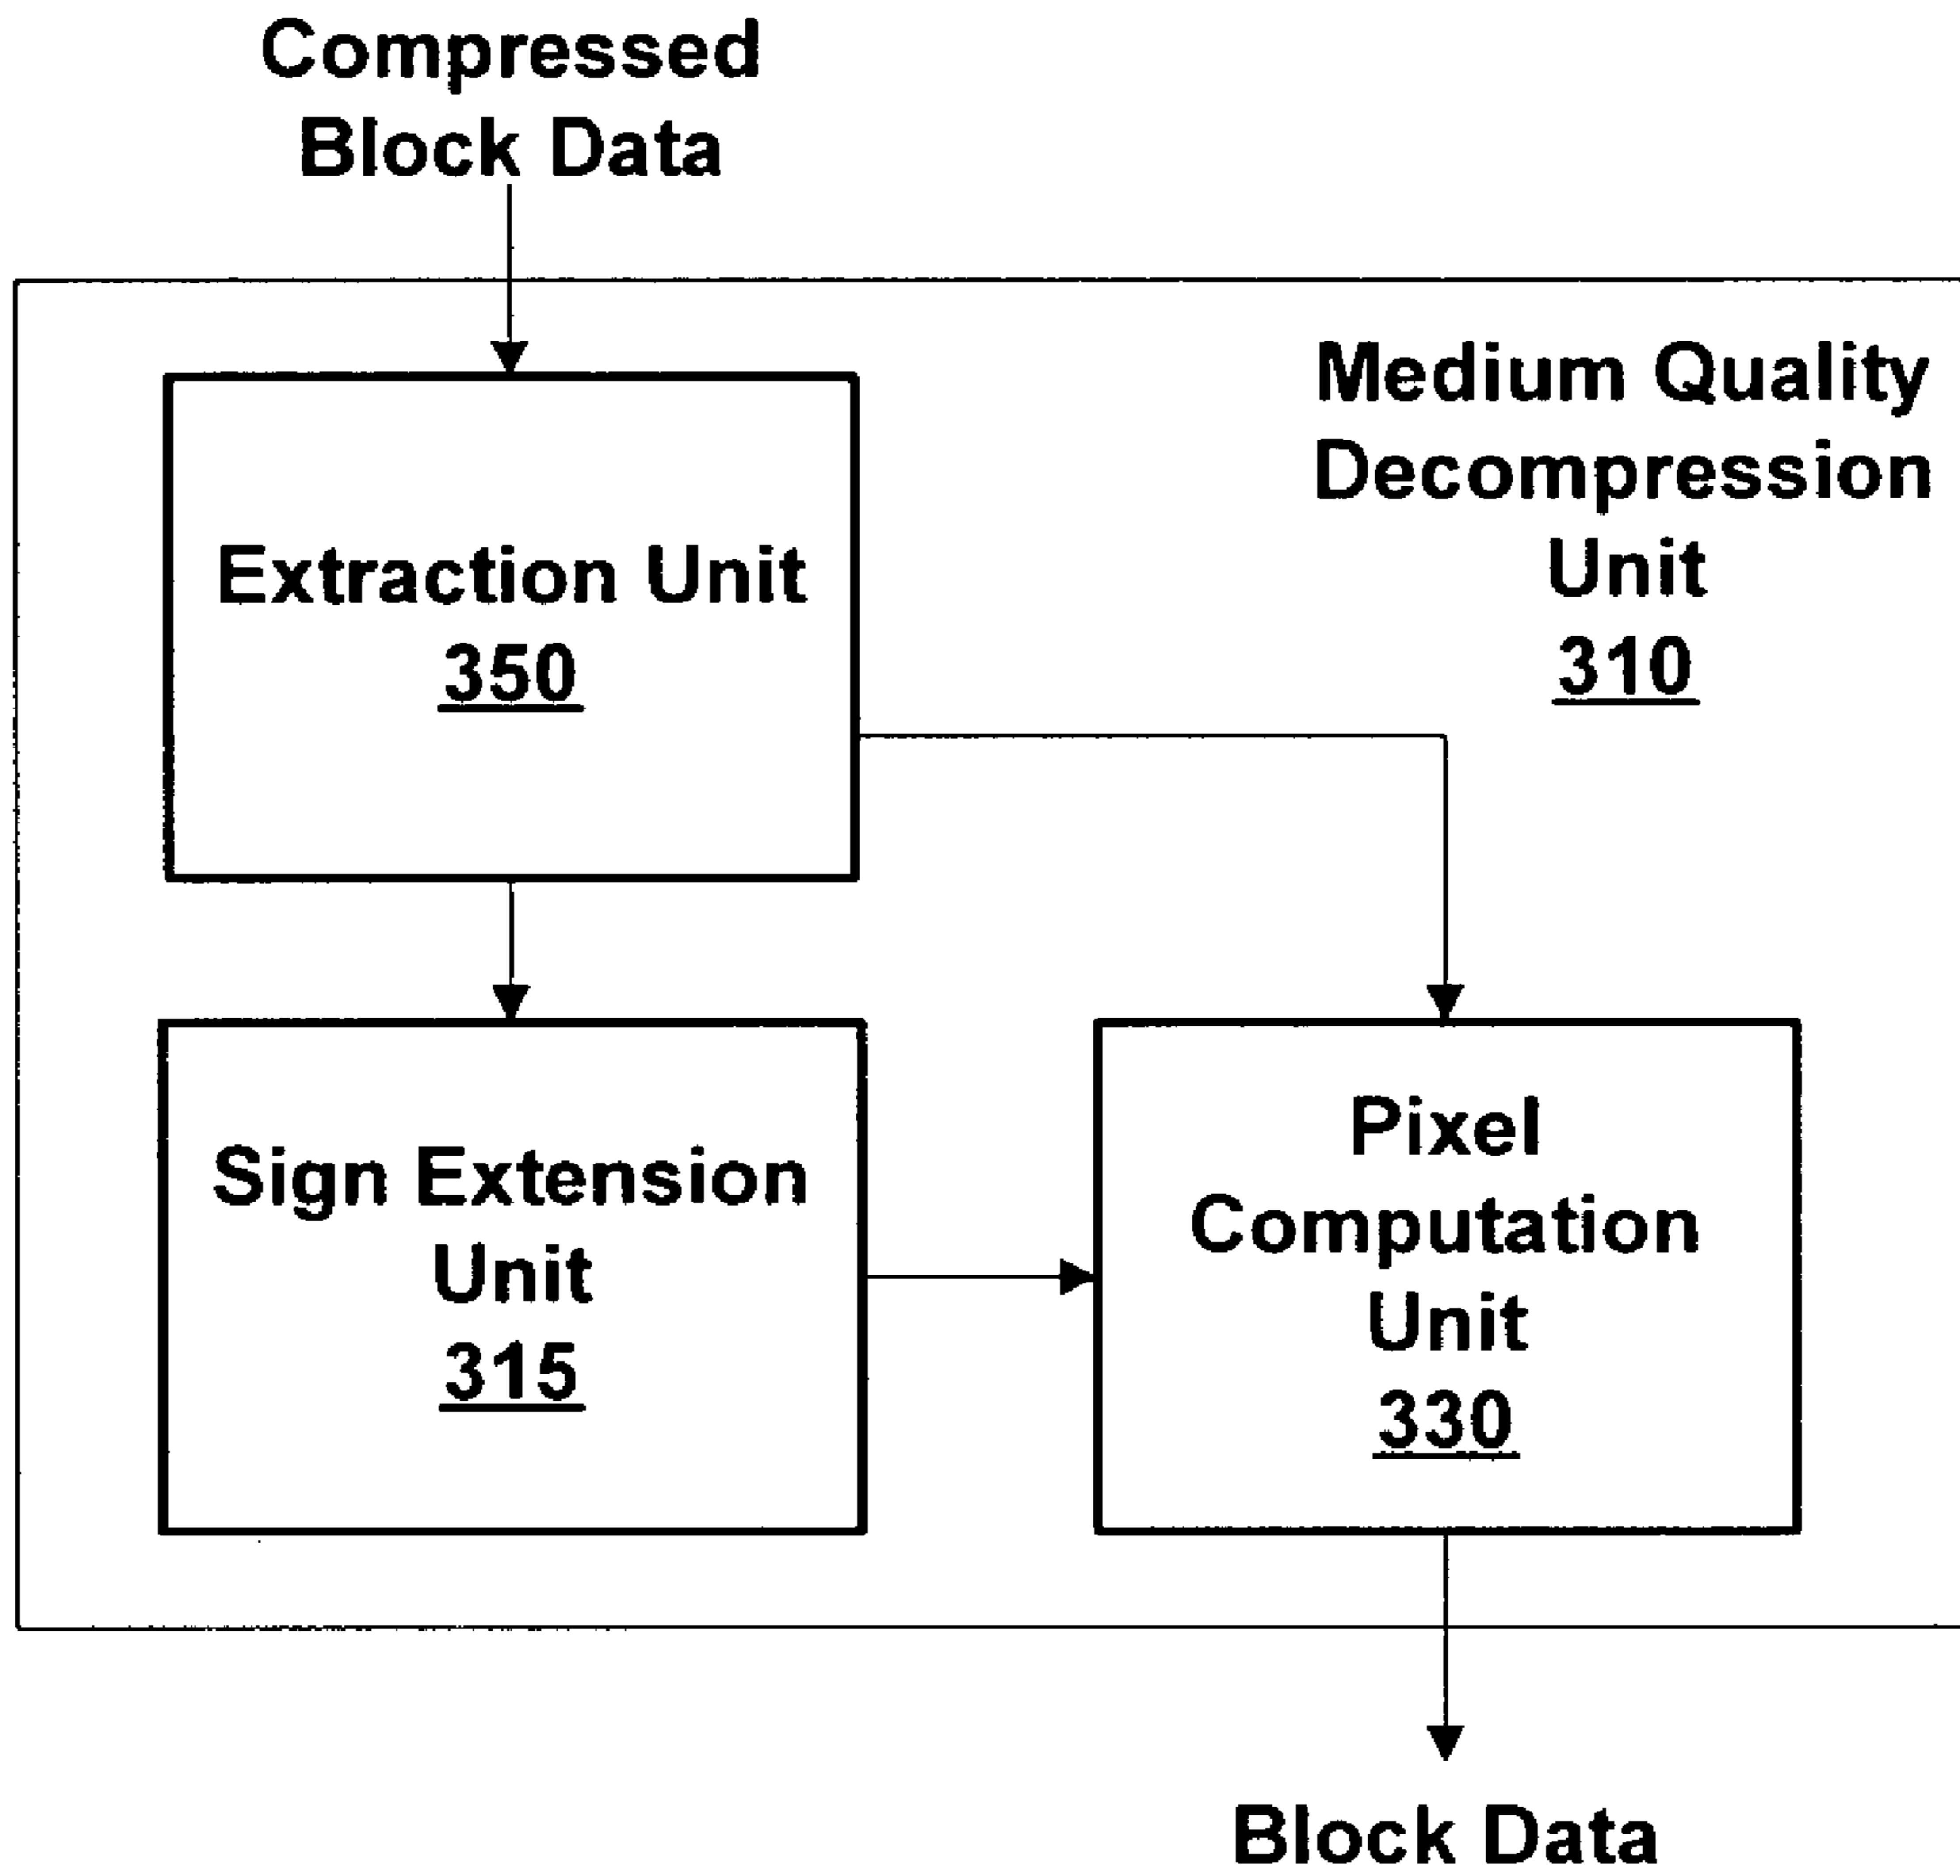 Compressed
Block Data
Medium Quality
Decompression
Unit
310
Extraction Unit
350
Sign Extension
Unit
315
Pixel
Computation
Unit
330
Block Data